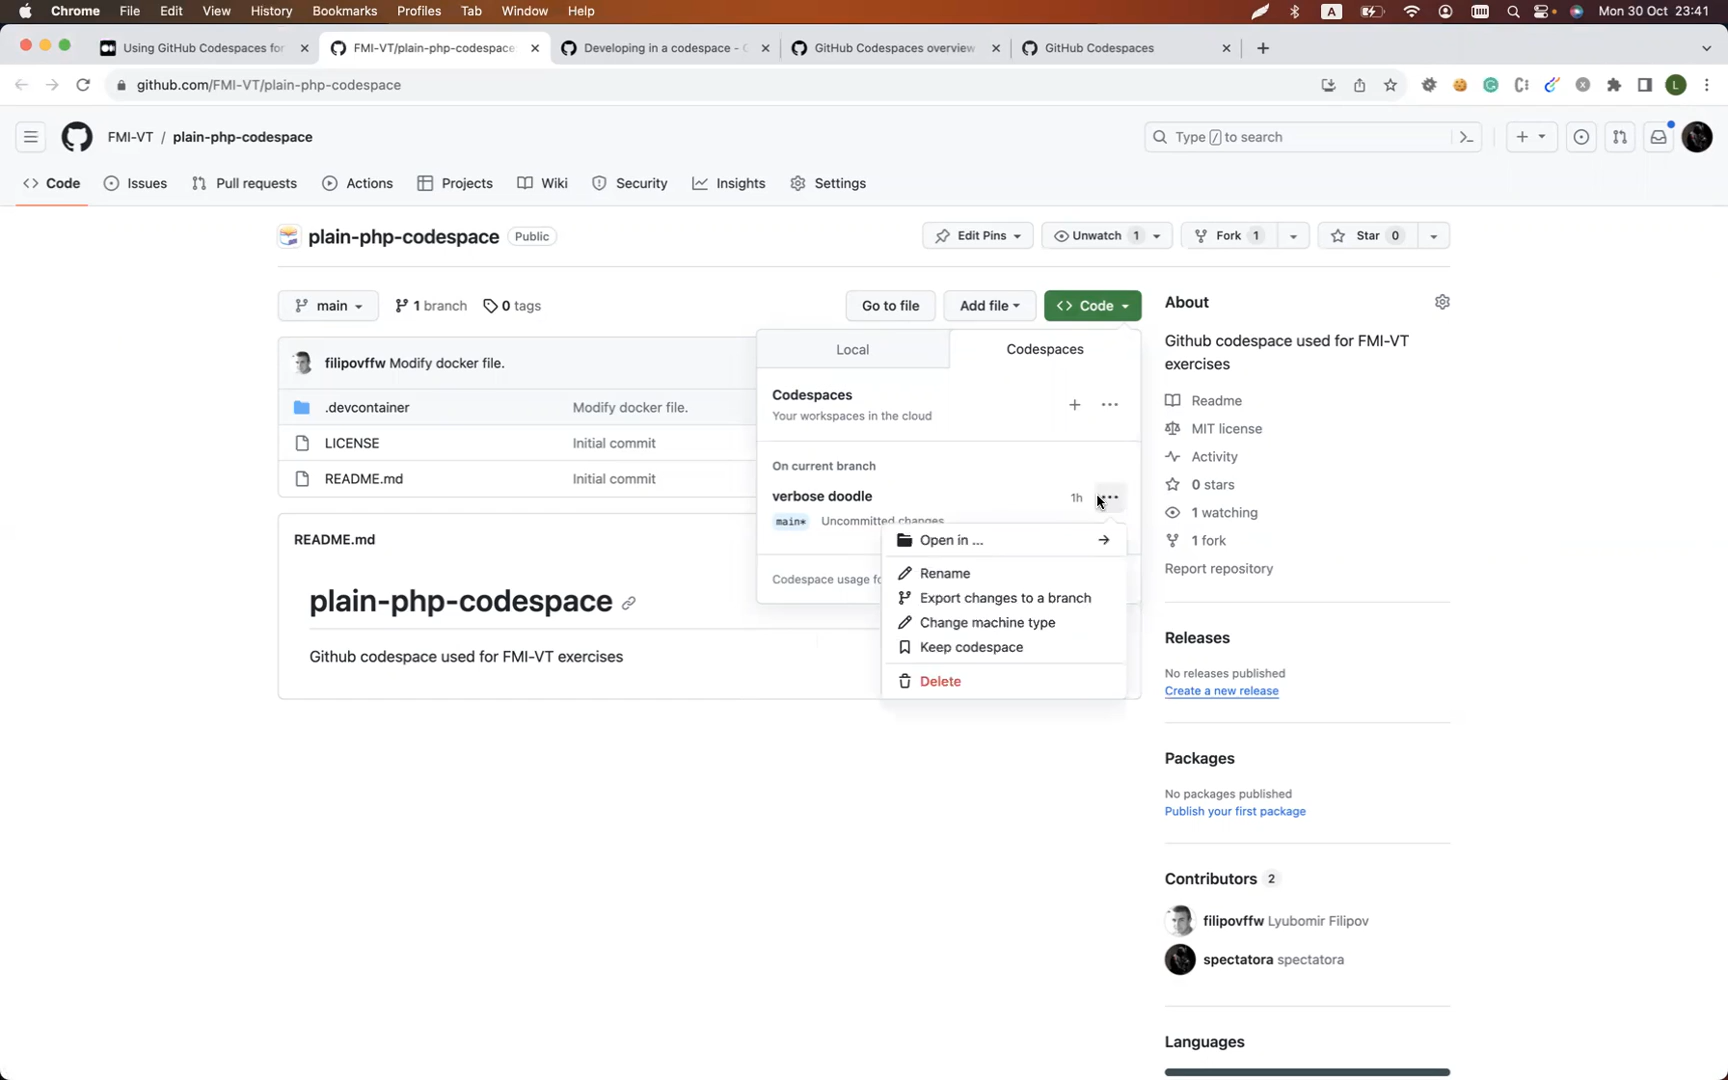 Chrome File Edit View History Bookmarks Profiles Tab Window Help A Mon 30 Oct 23:41
Using GitHub Codespaces for
FMI-VT/plain-php-codespace
Developing in a codespace - G
GitHub Codespaces overview
GitHub Codespaces
github.com/FMI-VT/plain-php-codespace
L
FMI-VT / plain-php-codespace
Type / to search
Code Issues Pull requests Actions Projects Wiki Security Insights Settings
plain-php-codespace Public
Edit Pins Unwatch 1 Fork 1 Star 0
main 1 branch 0 tags Go to file Add file Code
Local Codespaces
filipovffw Modify docker file.
.devcontainer Modify docker file.
LICENSE Initial commit
README.md Initial commit
Codespaces
Your workspaces in the cloud
On current branch
verbose doodle 1h
main* Uncommitted changes
Codespace usage fo
Open in ...
Rename
Export changes to a branch
Change machine type
Keep codespace
Delete
README.md
plain-php-codespace
Github codespace used for FMI-VT exercises
About
Github codespace used for FMI-VT
exercises
Readme
MIT license
Activity
0 stars
1 watching
1 fork
Report repository
Releases
No releases published
Create a new release
Packages
No packages published
Publish your first package
Contributors 2
filipovffw Lyubomir Filipov
spectatora spectatora
Languages